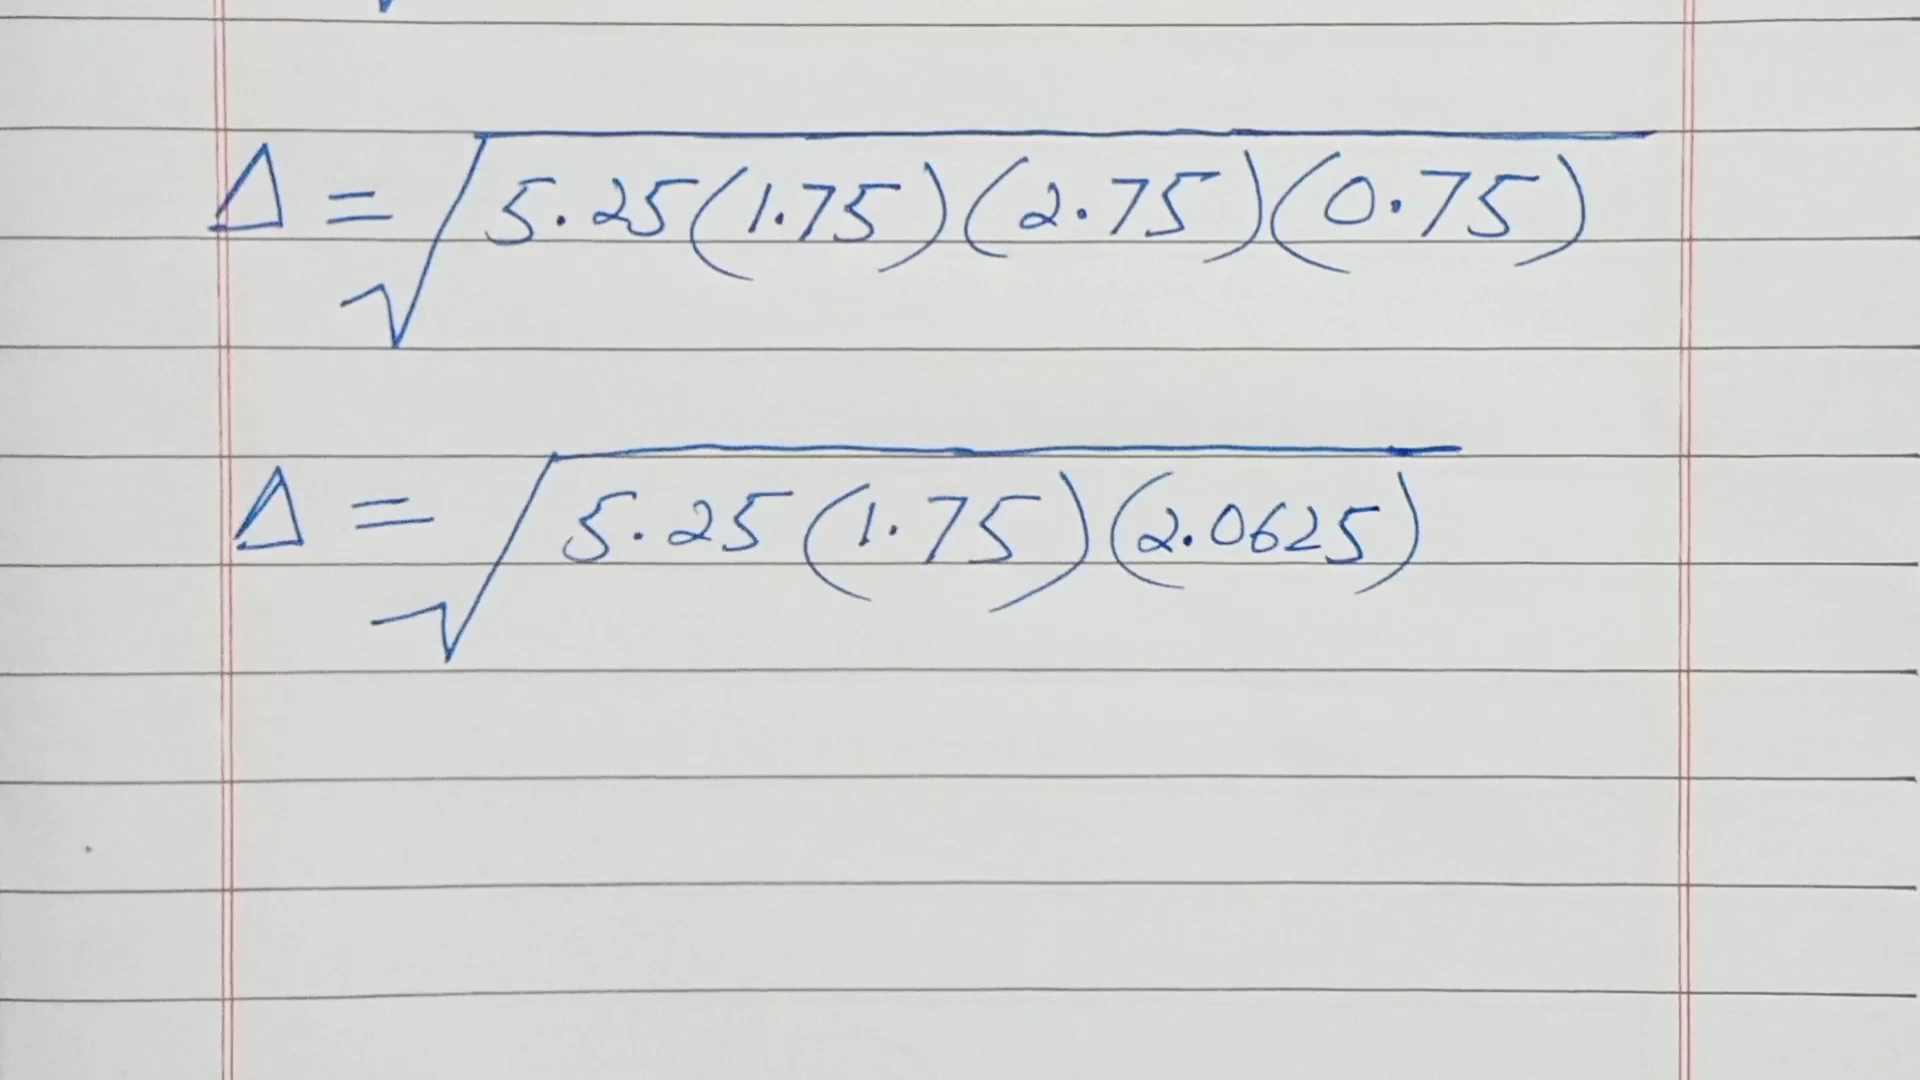 Δ = √5.25(1.75)(2.75)(0.75)
Δ = √5.25(1.75)(2.0625)